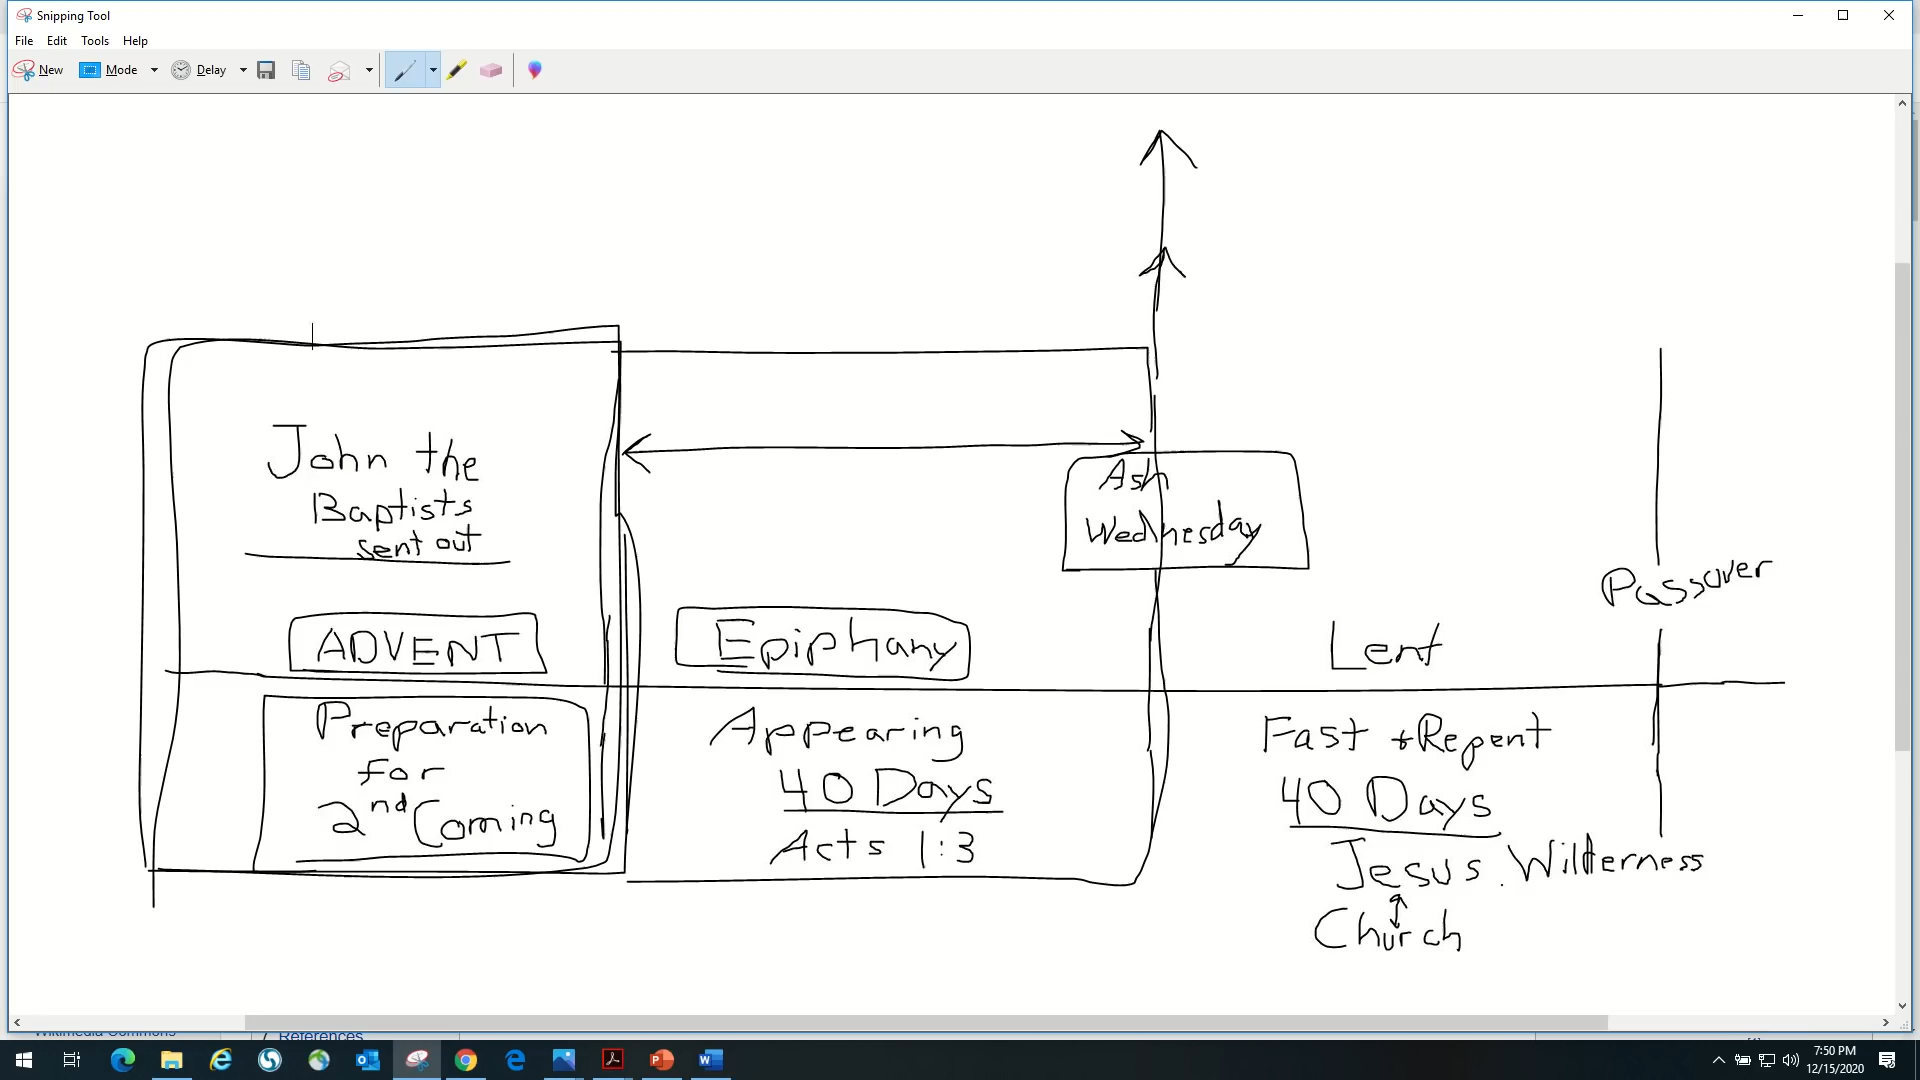 Snipping Tool
File Edit Tools Help
New Mode Delay
John the
Baptists
sent out
Ash
Wednesday
Passover
ADVENT
Epiphany
Lent
Preparation
for
2nd Coming
Appearing
40 Days
Acts 1:3
Fast + Repent
40 Days
Jesus. Wilderness
Church
7 References
7:50 PM
12/15/2020